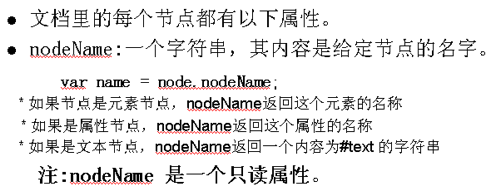 • 文档里的每个节点都有以下属性。
• nodeName:一个字符串，其内容是给定节点的名字。
var name = node.nodeName;
* 如果节点是元素节点，nodeName返回这个元素的名称
* 如果是属性节点，nodeName返回这个属性的名称
* 如果是文本节点，nodeName返回一个内容为#text 的字符串
注:nodeName 是一个只读属性。